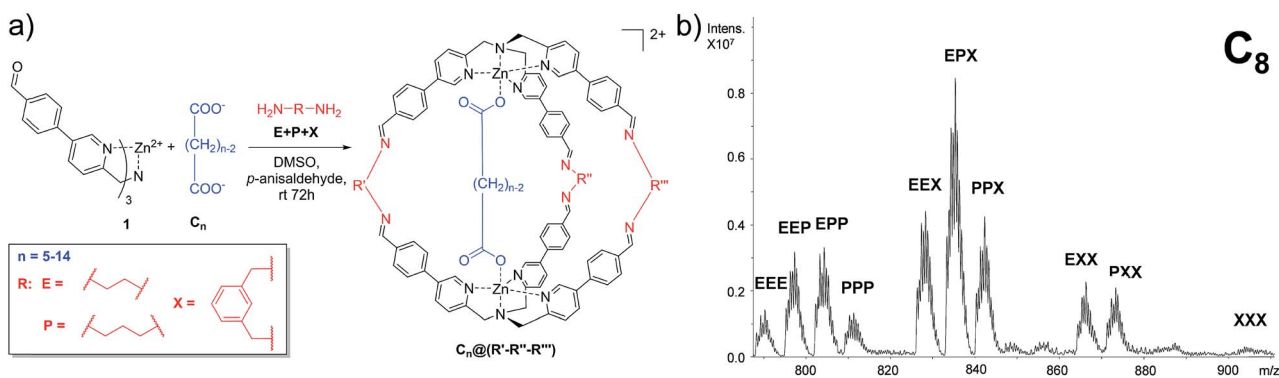 a)
O
N
Zn2+ +
N
3
1
COO-
(CH2)n-2
COO-
Cn
H2N-R-NH2
E+P+X
DMSO,
p-anisaldehyde,
rt 72h
n = 5-14
R: E =
P =
X =
2+
N
Zn
N
N
N
O
O
N
N
N
R'
(CH2)n-2
R''
R'''
N
N
N
O
O
N
Zn
N
N
N
Cn@(R'-R''-R''')
b)
Intens.
X10^7
C8
0.8
0.6
0.4
0.2
0.0
EEE
EEP
EPP
PPP
EEX
EPX
PPX
EXX
PXX
XXX
800
820
840
860
880
900
m/z